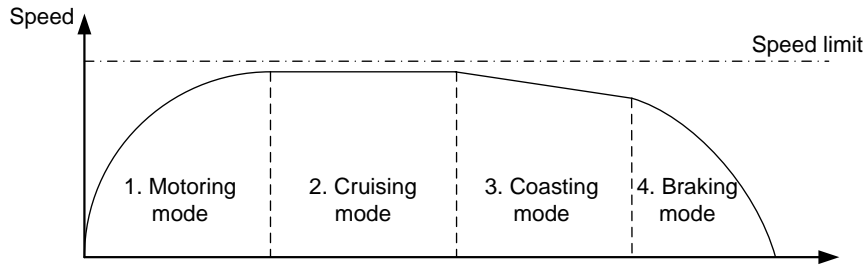 Speed
Speed limit
1. Motoring
mode
2. Cruising
mode
3. Coasting
mode
4. Braking
mode